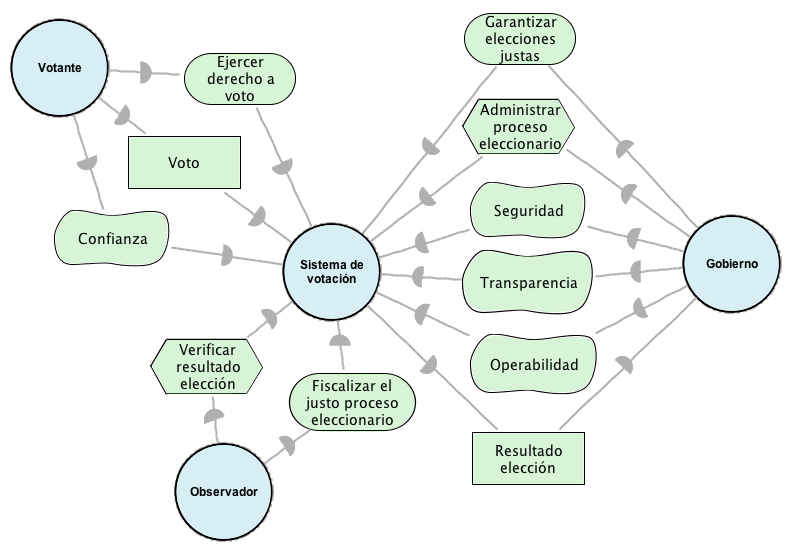 Garantizar
elecciones
justas
Votante
Ejercer
derecho a
voto
Administrar
proceso
eleccionario
Voto
Seguridad
Confianza
Sistema de
votación
Gobierno
Transparencia
Verificar
resultado
elección
Operabilidad
Fiscalizar el
justo proceso
eleccionario
Resultado
elección
Observador